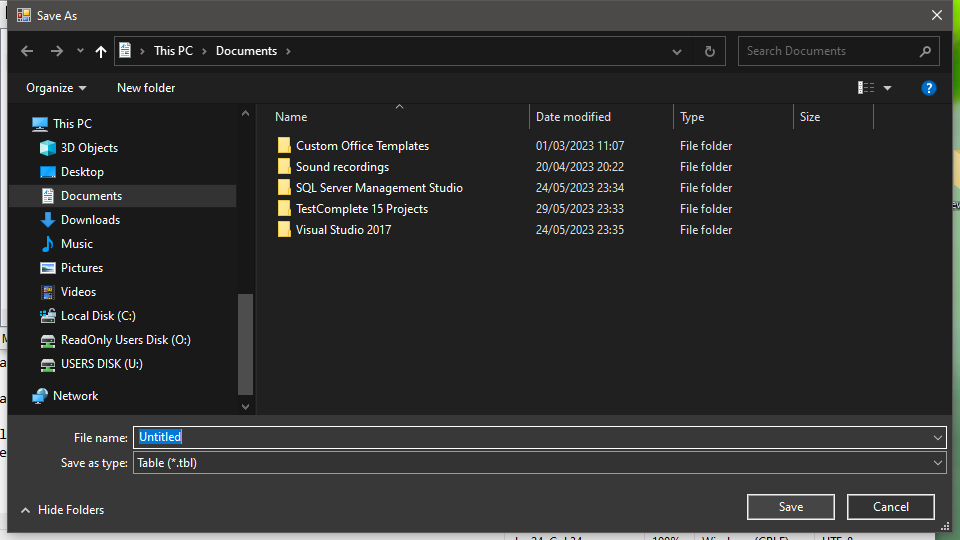 Save As
This PC
Documents
Search Documents
Organize
New folder
?
This PC
3D Objects
Desktop
Documents
Downloads
Music
Pictures
Videos
Local Disk (C:)
ReadOnly Users Disk (O:)
USERS DISK (U:)
Network
Name Date modified Type Size
Custom Office Templates 01/03/2023 11:07 File folder
Sound recordings 20/04/2023 20:22 File folder
SQL Server Management Studio 24/05/2023 23:34 File folder
TestComplete 15 Projects 29/05/2023 23:33 File folder
Visual Studio 2017 24/05/2023 23:35 File folder
File name: Untitled
Save as type: Table (*.tbl)
Hide Folders
Save
Cancel